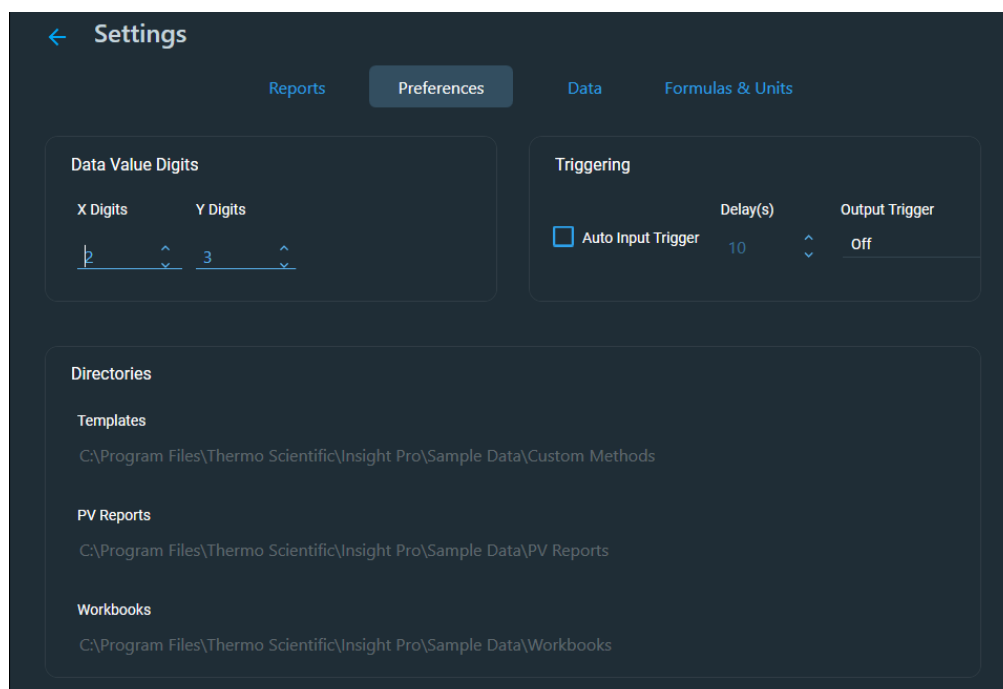 Settings
Reports Preferences Data Formulas & Units
Data Value Digits
X Digits Y Digits
2 3
Triggering
Delay(s) Output Trigger
Auto Input Trigger 10 Off
Directories
Templates
C:\Program Files\Thermo Scientific\Insight Pro\Sample Data\Custom Methods
PV Reports
C:\Program Files\Thermo Scientific\Insight Pro\Sample Data\PV Reports
Workbooks
C:\Program Files\Thermo Scientific\Insight Pro\Sample Data\Workbooks